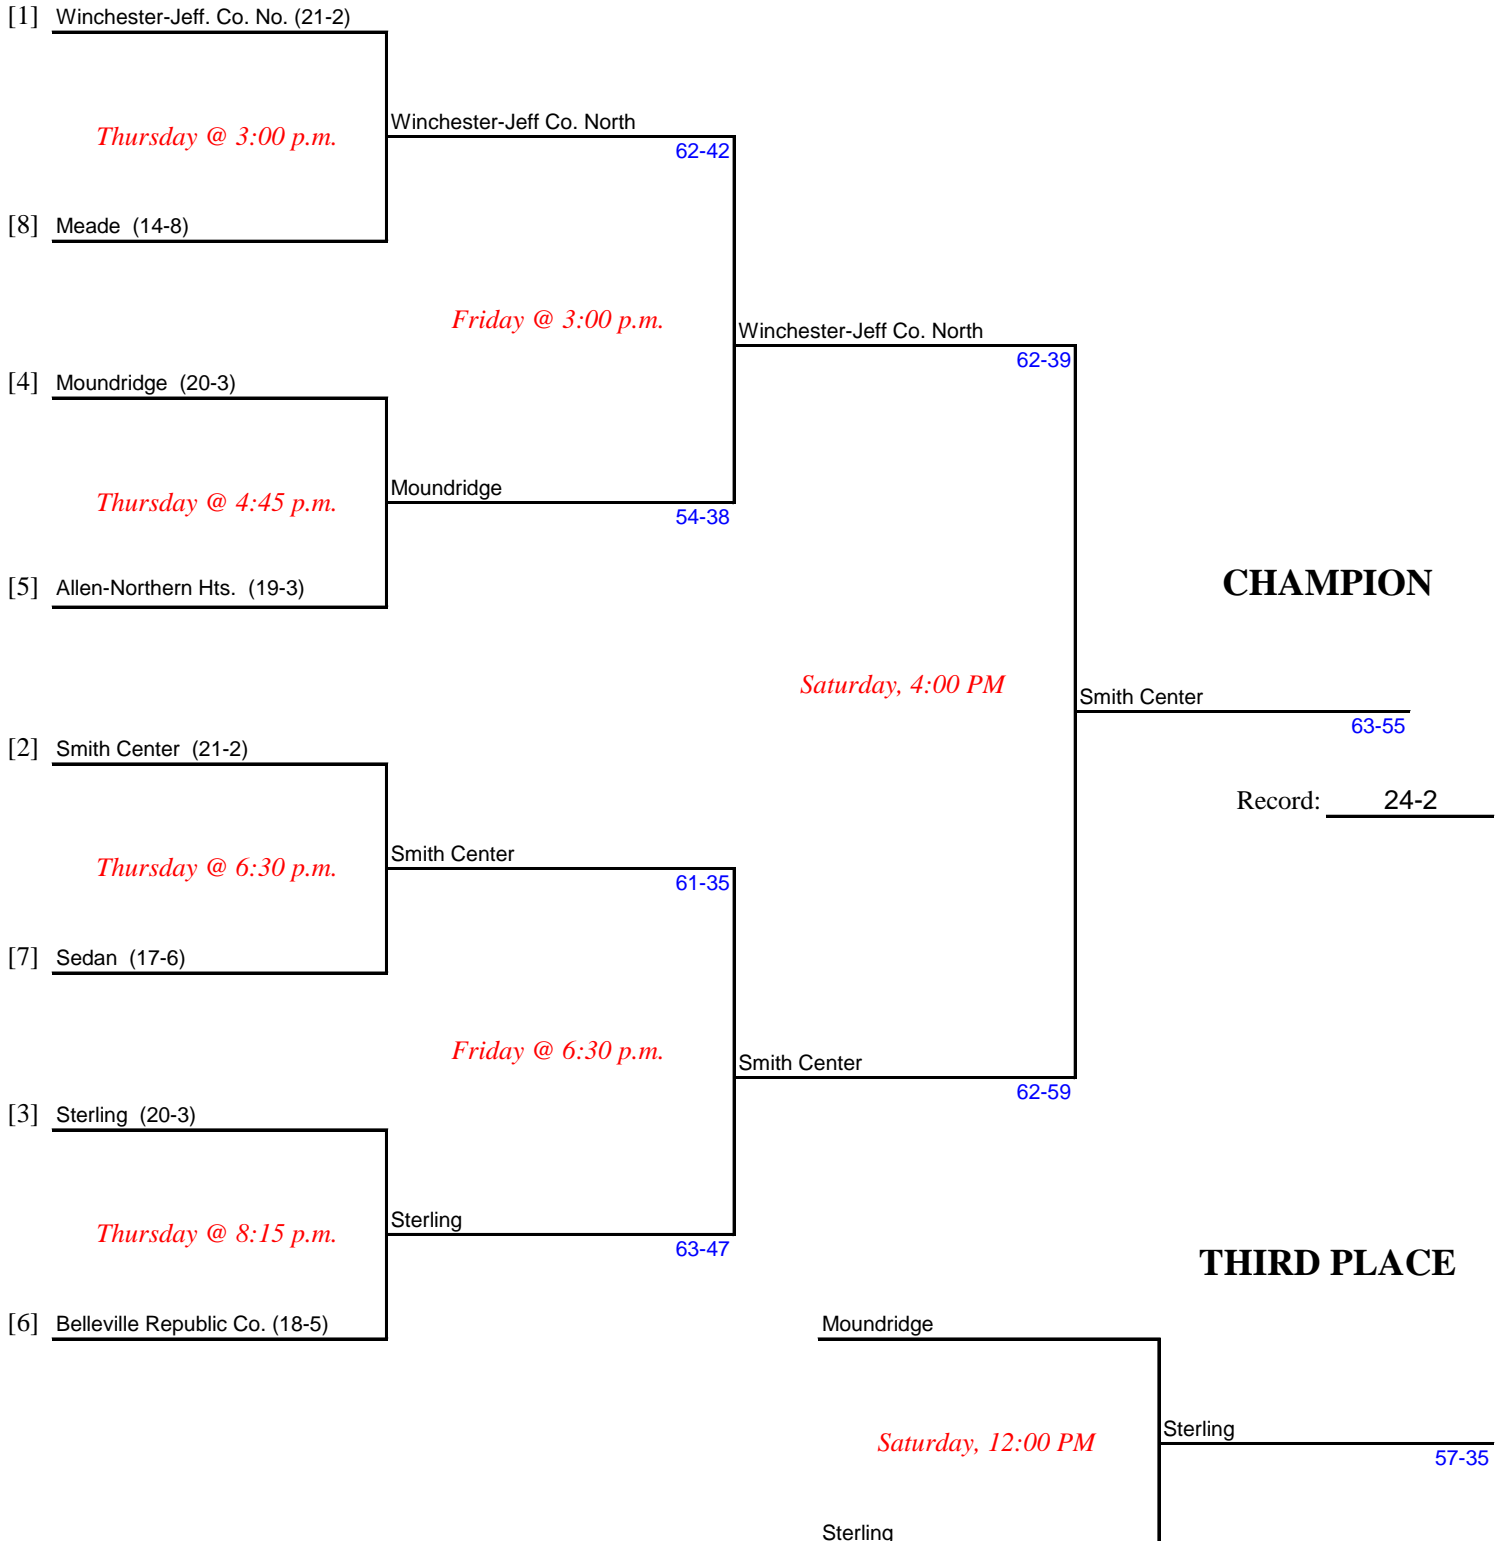 [1] Winchester-Jeff. Co. No. (21-2)
Thursday @ 3:00 p.m.
Winchester-Jeff Co. North
62-42
[8] Meade (14-8)
Friday @ 3:00 p.m.
Winchester-Jeff Co. North
62-39
[4] Moundridge (20-3)
Thursday @ 4:45 p.m.
Moundridge
54-38
[5] Allen-Northern Hts. (19-3)
CHAMPION
Saturday, 4:00 PM
Smith Center
63-55
[2] Smith Center (21-2)
Record: 24-2
Thursday @ 6:30 p.m.
Smith Center
61-35
[7] Sedan (17-6)
Friday @ 6:30 p.m.
Smith Center
62-59
[3] Sterling (20-3)
Thursday @ 8:15 p.m.
Sterling
63-47
THIRD PLACE
[6] Belleville Republic Co. (18-5)
Moundridge
Saturday, 12:00 PM
Sterling
57-35
Sterling